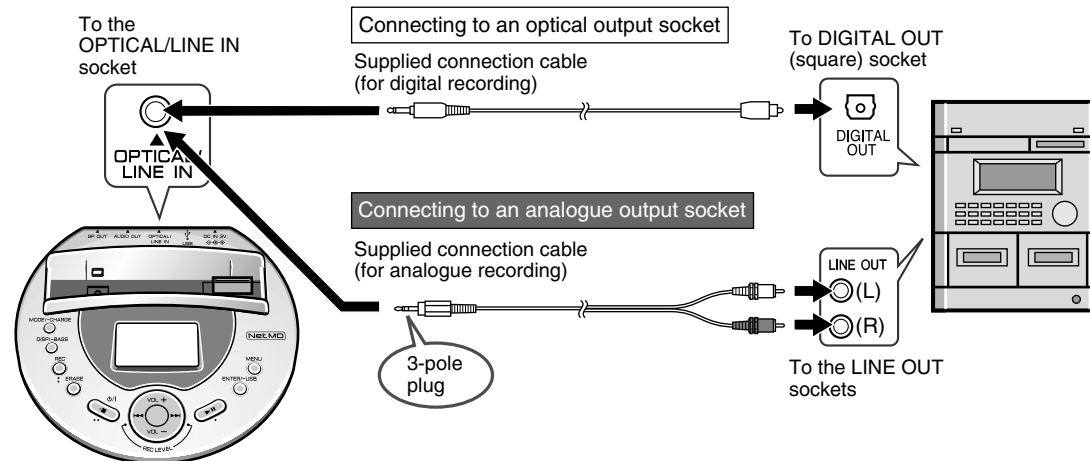 To the
OPTICAL/LINE IN
socket
OPTICAL/
LINE IN
Connecting to an optical output socket
Supplied connection cable
(for digital recording)
To DIGITAL OUT
(square) socket
DIGITAL
OUT
Connecting to an analogue output socket
Supplied connection cable
(for analogue recording)
3-pole
plug
LINE OUT
(L)
(R)
To the LINE OUT
sockets
SP OUT
AUDIO OUT
OPTICAL/
LINE IN
USB
DC IN 3V
MODE/-CHARGE
DISP/-BASS
REC
ERASE
Net MD
MENU
ENTER/-USB
VOL +
VOL -
REC LEVEL